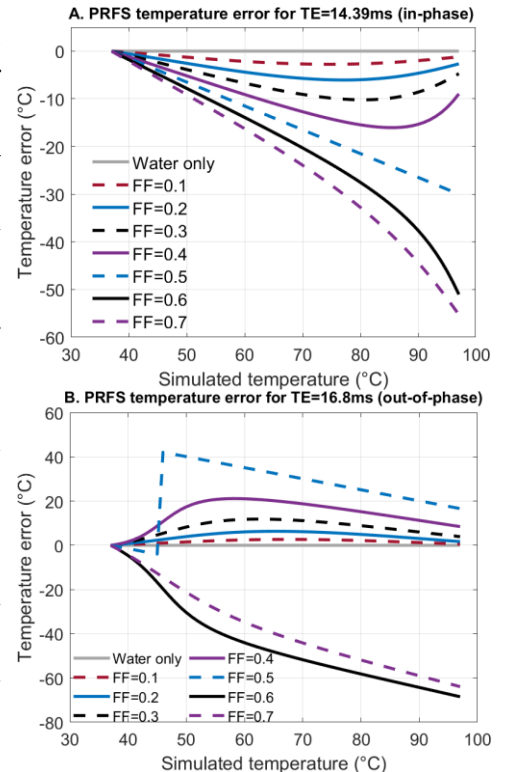 A. PRFS temperature error for TE=14.39ms (in-phase)
0
-10
-20
-30
-40
-50
-60
Temperature error (°C)
Water only
FF=0.1
FF=0.2
FF=0.3
FF=0.4
FF=0.5
FF=0.6
FF=0.7
30 40 50 60 70 80 90 100
Simulated temperature (°C)
B. PRFS temperature error for TE=16.8ms (out-of-phase)
60
40
20
0
-20
-40
-60
-80
Temperature error (°C)
Water only
FF=0.1
FF=0.2
FF=0.3
FF=0.4
FF=0.5
FF=0.6
FF=0.7
30 40 50 60 70 80 90 100
Simulated temperature (°C)